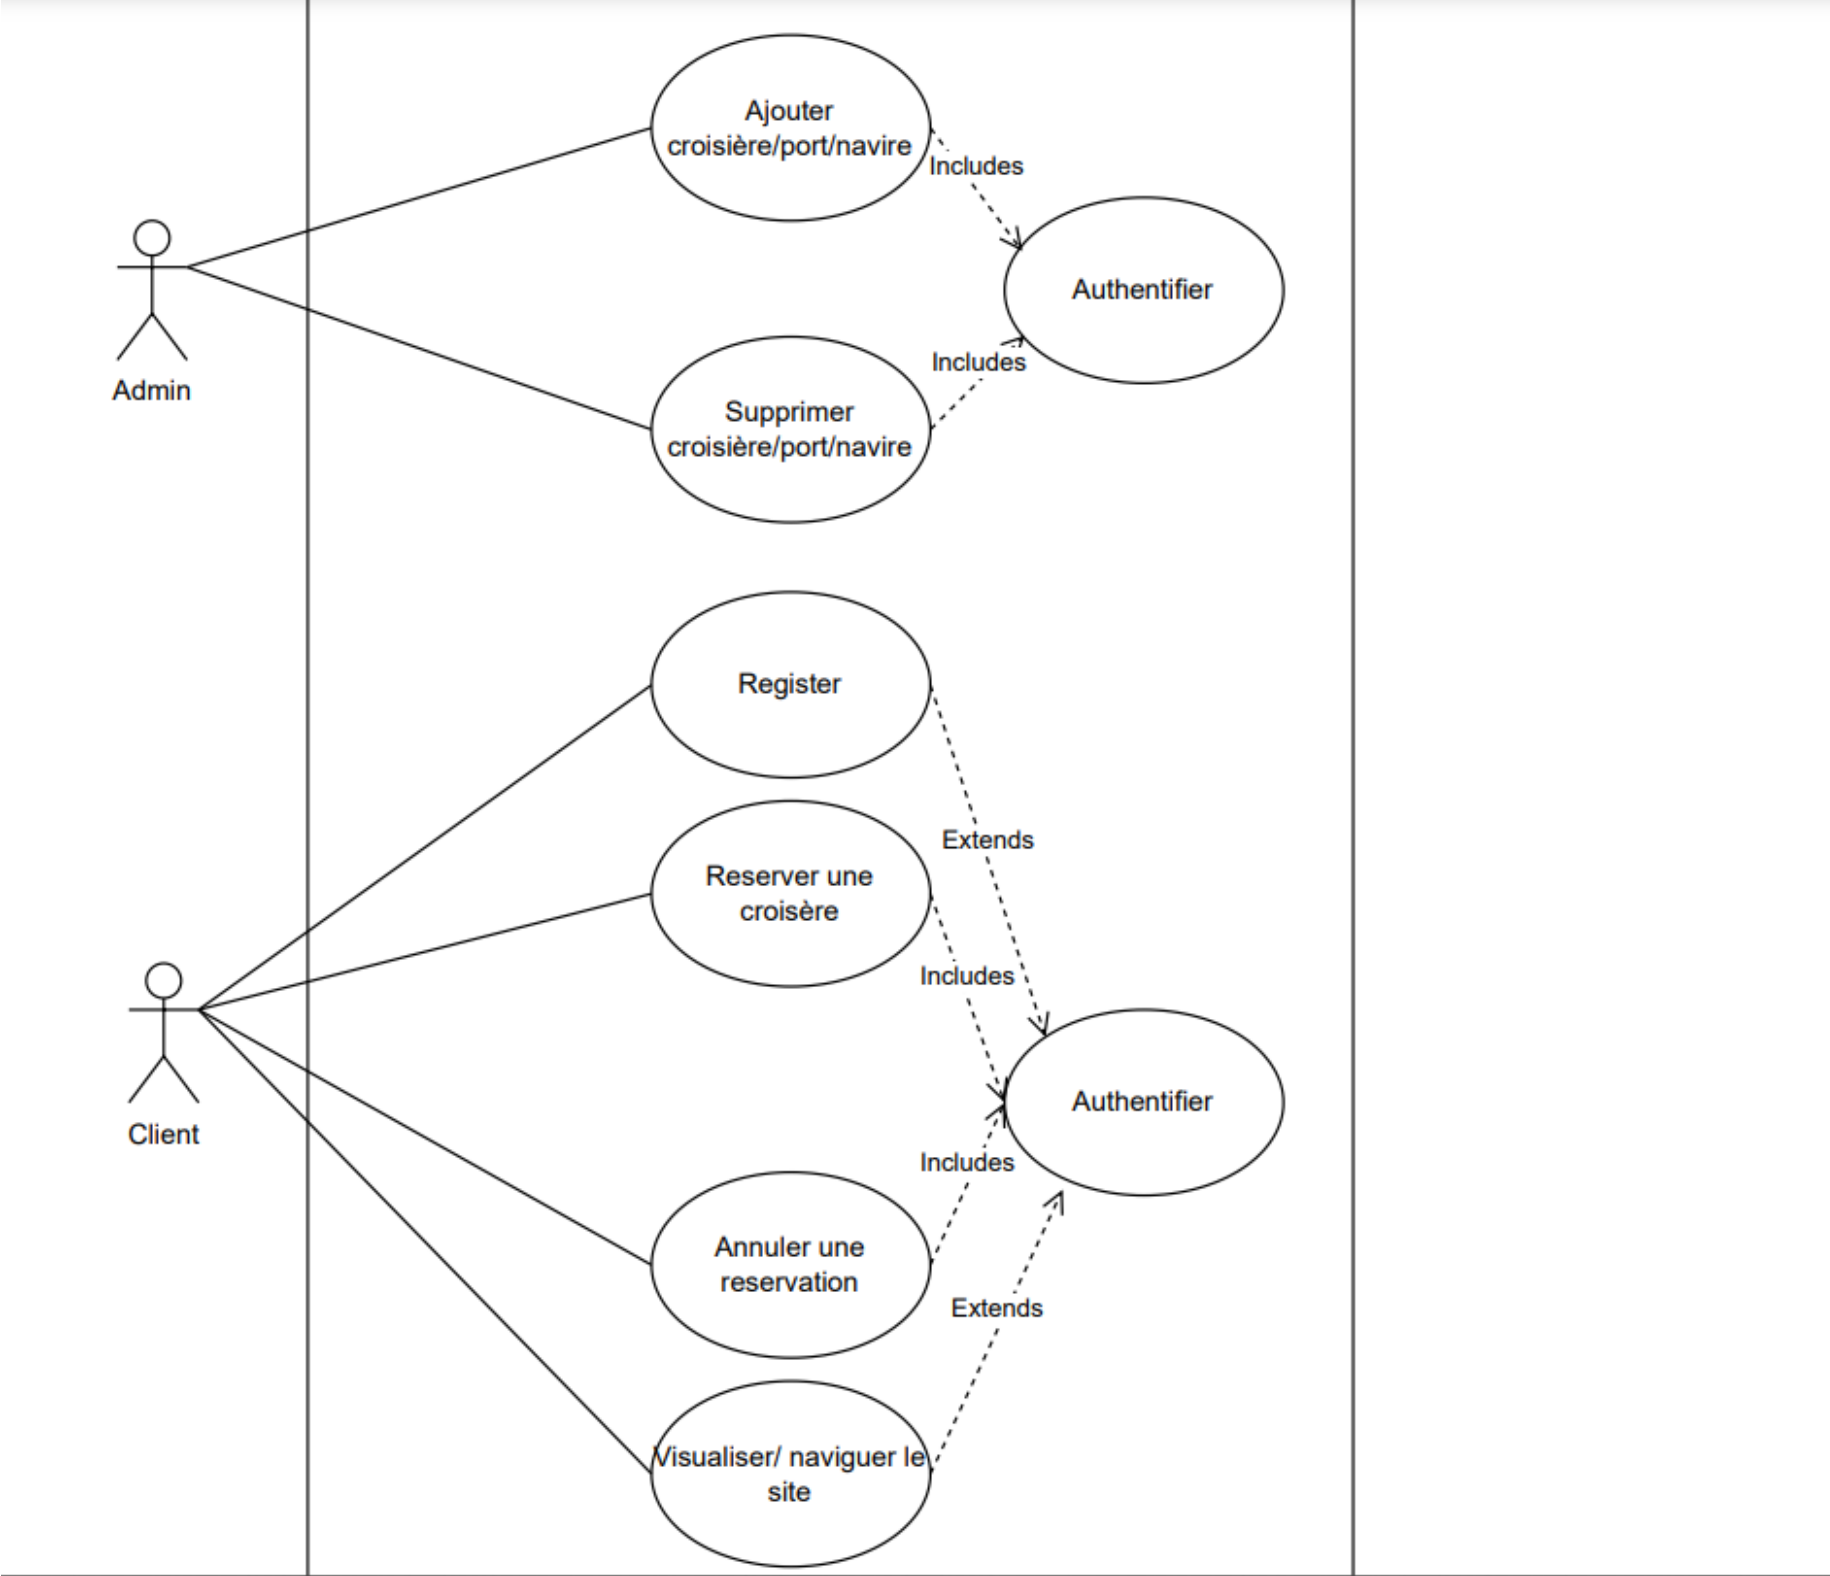 Ajouter
croisière/port/navire
Includes
Authentifier
Includes
Admin
Supprimer
croisière/port/navire
Register
Extends
Reserver une
croisère
Includes
Authentifier
Client
Includes
Annuler une
reservation
Extends
Visualiser/ naviguer le
site